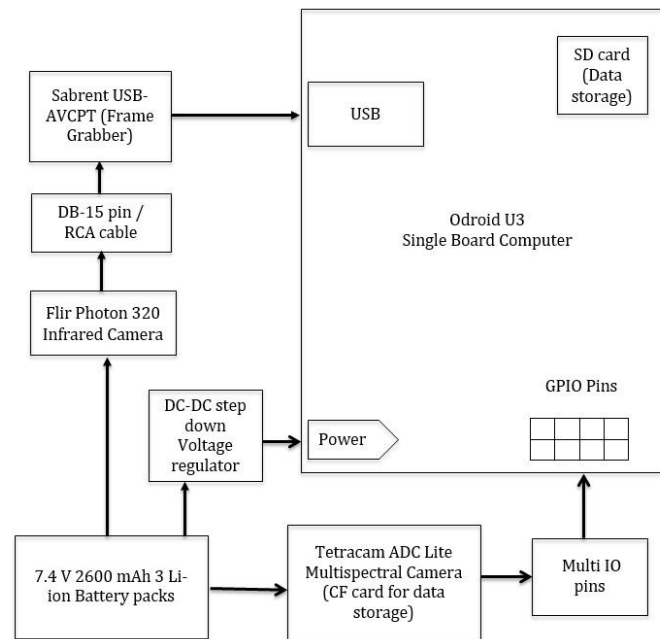 Sabrent USB-
AVCPT (Frame
Grabber)
USB
SD card
(Data
storage)
DB-15 pin /
RCA cable
Odroid U3
Single Board Computer
Flir Photon 320
Infrared Camera
GPIO Pins
DC-DC step
down
Voltage
regulator
Power
7.4 V 2600 mAh 3 Li-
ion Battery packs
Tetracam ADC Lite
Multispectral Camera
(CF card for data
storage)
Multi IO
pins